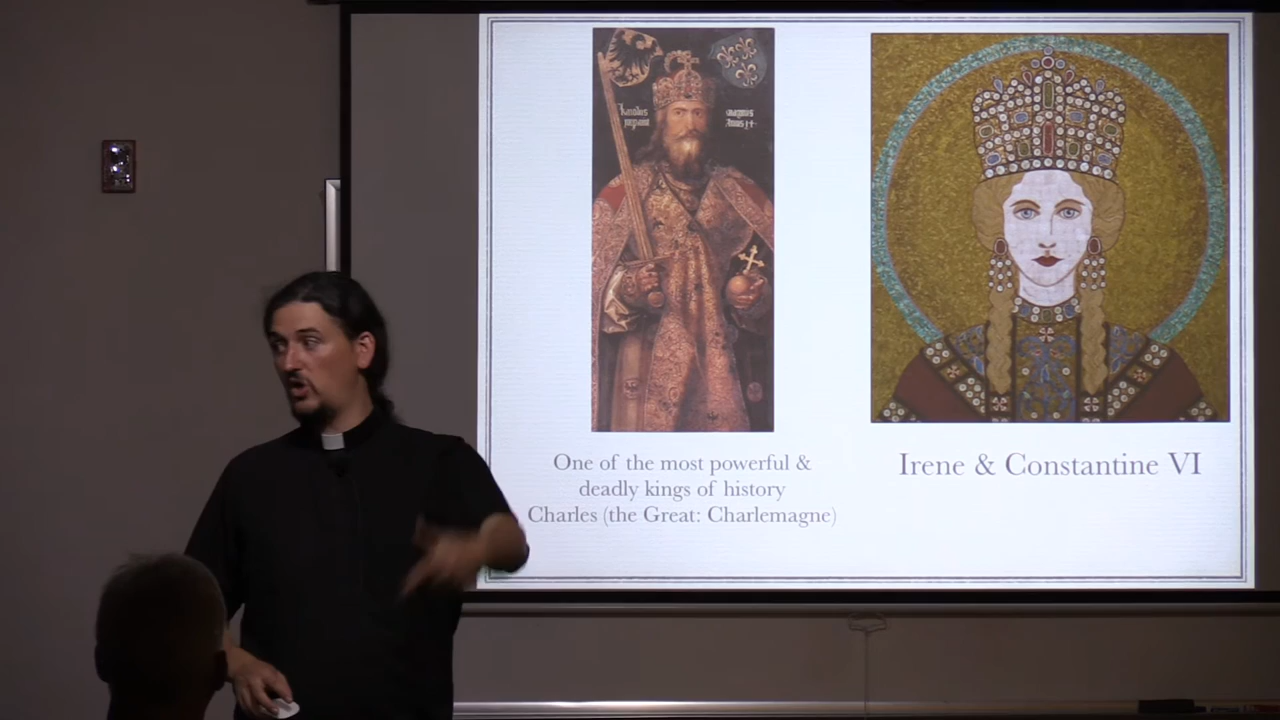 One of the most powerful &
deadly kings of history
Charles (the Great: Charlemagne)
Irene & Constantine VI